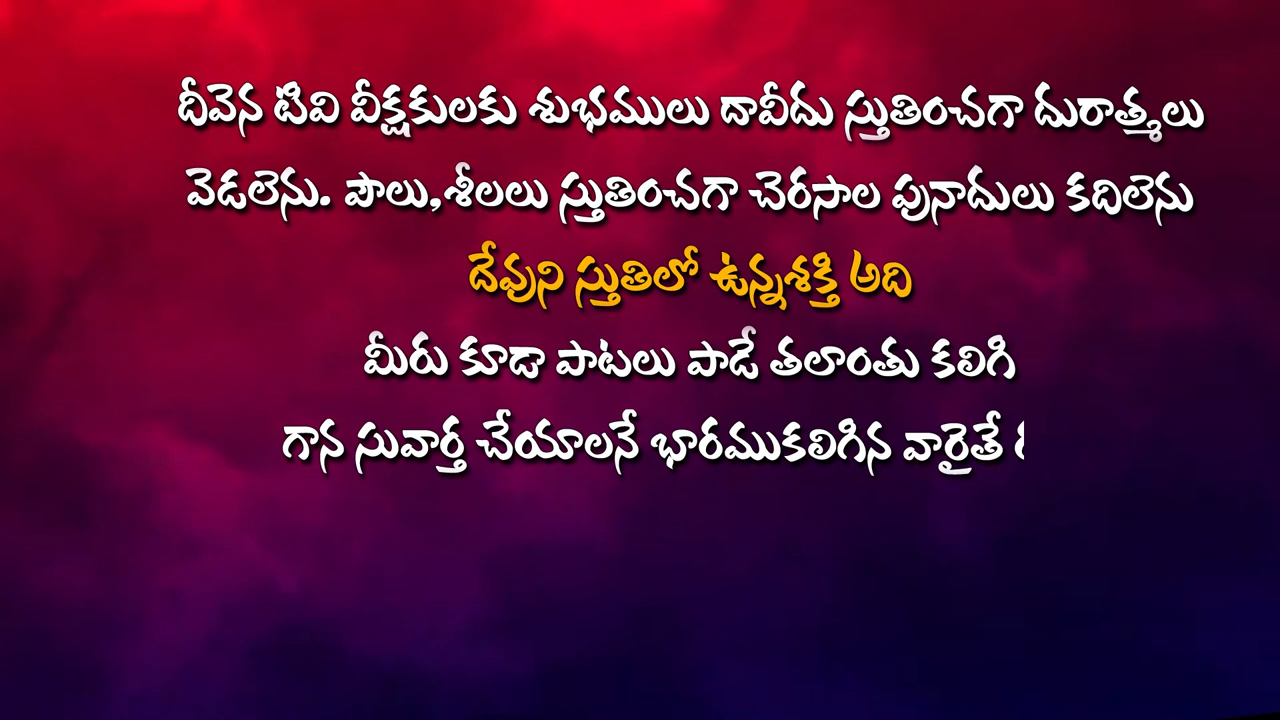 దీవెన టివి వీక్షకులకు శుభములు దావీదు స్తుతించగా దురాత్మలు
వెడలెను. పౌలు,శీలలు స్తుతించగా చెరసాల పునాదులు కదిలెను
దేవుని స్తుతిలో ఉన్నశక్తి అది
మీరు కూడా పాటలు పాడే తలాంతు కలిగి
గాన సువార్త చేయాలనే భారముకలిగిన వారైతే